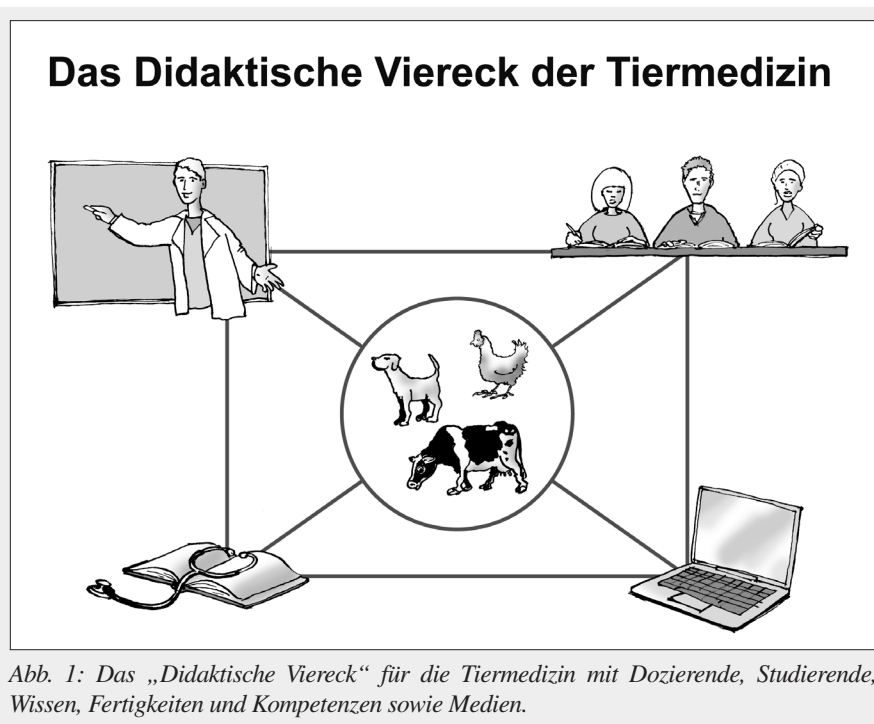 Das Didaktische Viereck der Tiermedizin
Abb. 1: Das „Didaktische Viereck“ für die Tiermedizin mit Dozierende, Studierende,
Wissen, Fertigkeiten und Kompetenzen sowie Medien.